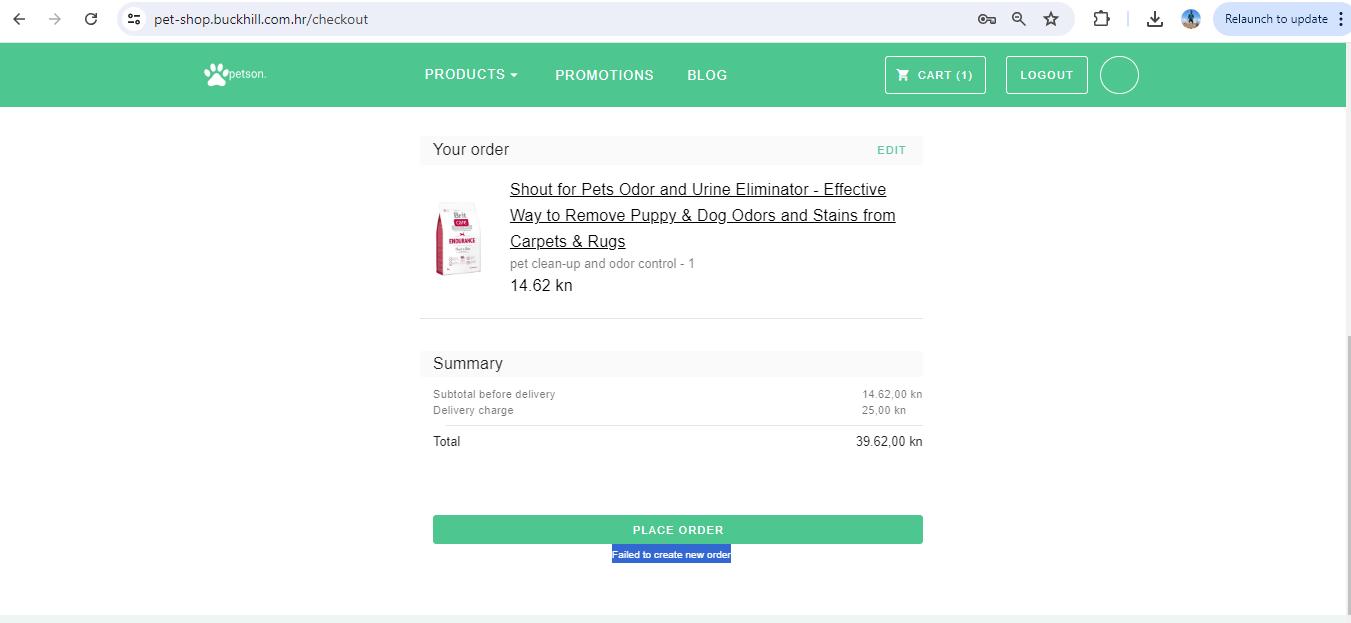 pet-shop.buckhill.com.hr/checkout
Relaunch to update
petson.
PRODUCTS
PROMOTIONS
BLOG
CART (1)
LOGOUT
Your order
EDIT
Shout for Pets Odor and Urine Eliminator - Effective
Way to Remove Puppy & Dog Odors and Stains from
Carpets & Rugs
Brit
care
ENDURANCE
pet clean-up and odor control - 1
14.62 kn
Summary
Subtotal before delivery 14.62,00 kn
Delivery charge 25,00 kn
Total 39.62,00 kn
PLACE ORDER
Failed to create new order